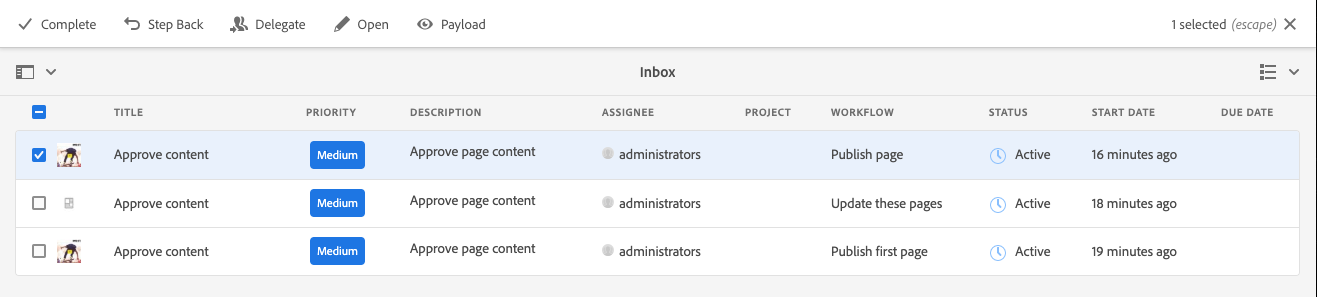 Complete Step Back Delegate Open Payload 1 selected (escape)
Inbox
TITLE PRIORITY DESCRIPTION ASSIGNEE PROJECT WORKFLOW STATUS START DATE DUE DATE
Approve content Medium Approve page content administrators Publish page Active 16 minutes ago
Approve content Medium Approve page content administrators Update these pages Active 18 minutes ago
Approve content Medium Approve page content administrators Publish first page Active 19 minutes ago